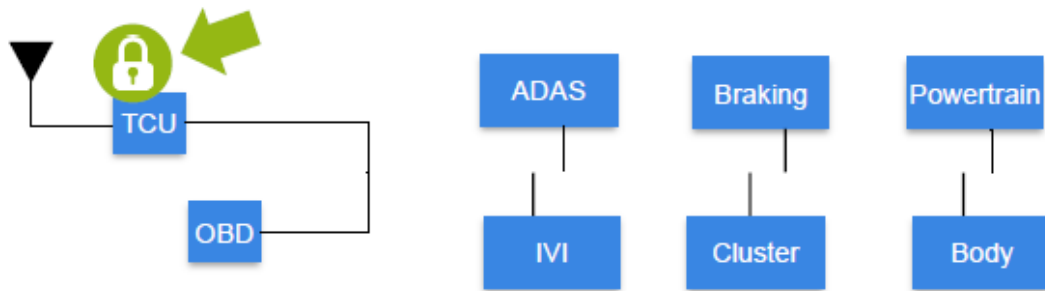 TCU
OBD
ADAS
Braking
Powertrain
IVI
Cluster
Body